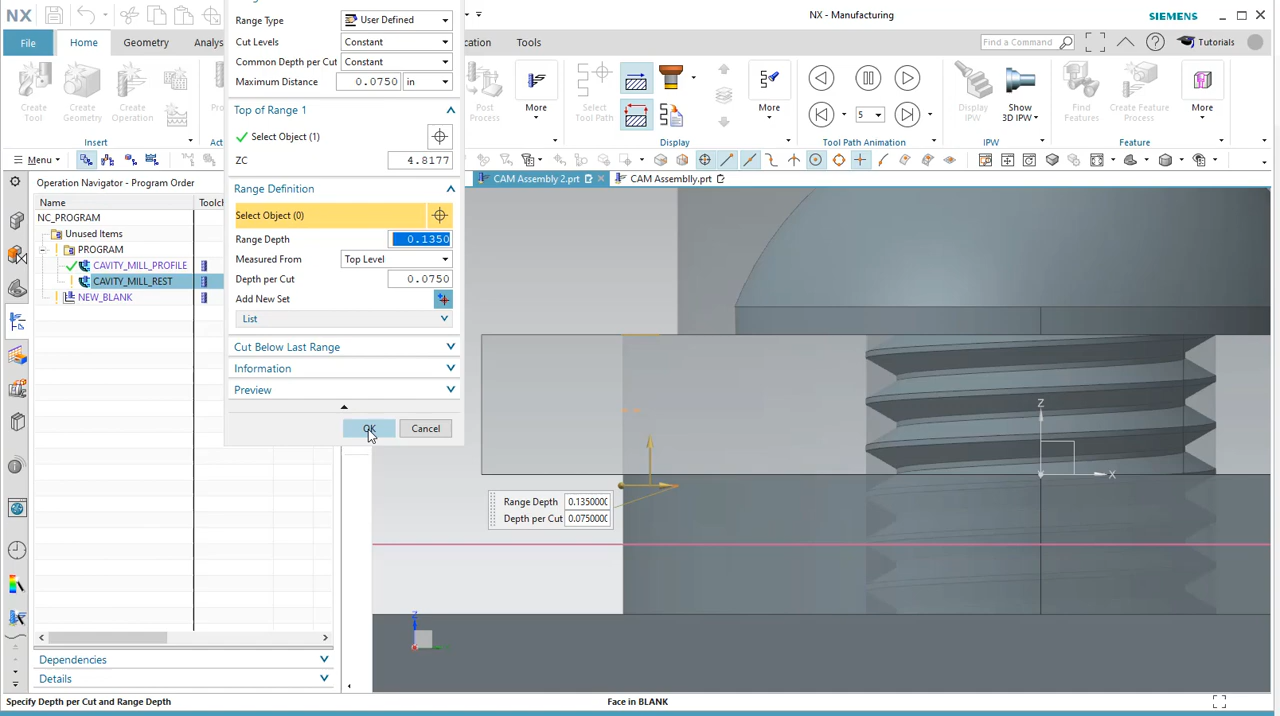 NX
NX - Manufacturing
SIEMENS
File
Home
Geometry
Analys
cation
Tools
Find a Command
Tutorials
Create Tool
Create Geometry
Create Operation
Insert
Act
Post Process
More
Select Tool Path
Display
More
5
Tool Path Animation
Display IPW
Show 3D IPW
IPW
Find Features
Create Feature Process
Feature
More
Menu
Operation Navigator - Program Order
Name
Toolch
NC_PROGRAM
Unused Items
PROGRAM
CAVITY_MILL_PROFILE
CAVITY_MILL_REST
NEW_BLANK
Dependencies
Details
Range Type
User Defined
Cut Levels
Constant
Common Depth per Cut
Constant
Maximum Distance
0.0750
in
Top of Range 1
Select Object (1)
ZC
4.8177
Range Definition
Select Object (0)
Range Depth
0.1350
Measured From
Top Level
Depth per Cut
0.0750
Add New Set
List
Cut Below Last Range
Information
Preview
OK
Cancel
CAM Assembly 2.prt
CAM Assemblly.prt
Z
X
Range Depth 0.135000(
Depth per Cut 0.075000(
Z
Specify Depth per Cut and Range Depth
Face in BLANK